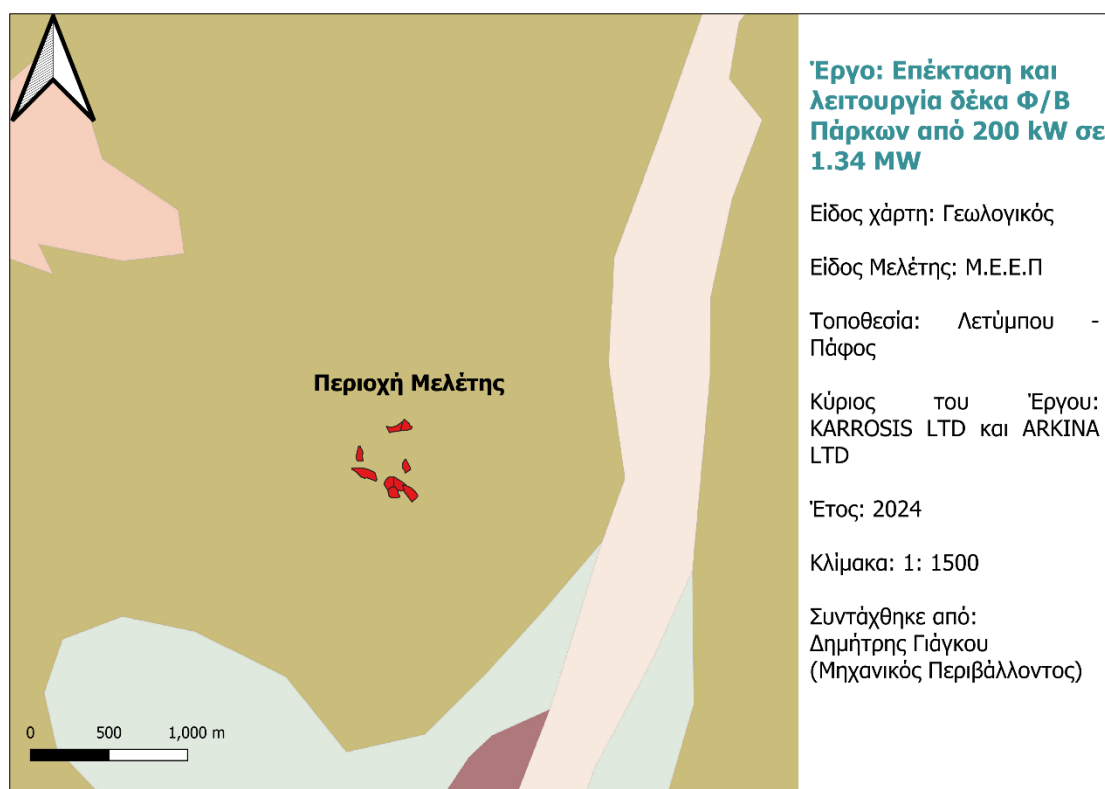 Έργο: Επέκταση και
λειτουργία δέκα Φ/Β
Πάρκων από 200 kW σε
1.34 MW
Είδος χάρτη: Γεωλογικός
Είδος Μελέτης: Μ.Ε.Ε.Π
Τοποθεσία: Λετύμπου -
Πάφος
Κύριος του Έργου:
KARROSIS LTD και ARKINA
LTD
Έτος: 2024
Κλίμακα: 1: 1500
Συντάχθηκε από:
Δημήτρης Γιάγκου
(Μηχανικός Περιβάλλοντος)
Περιοχή Μελέτης
0 500 1,000 m